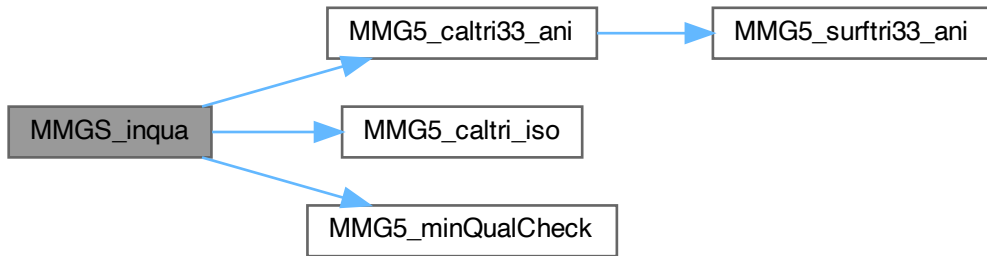 MMG5_caltri33_ani
MMG5_surftri33_ani
MMGS_inqua
MMG5_caltri_iso
MMG5_minQualCheck